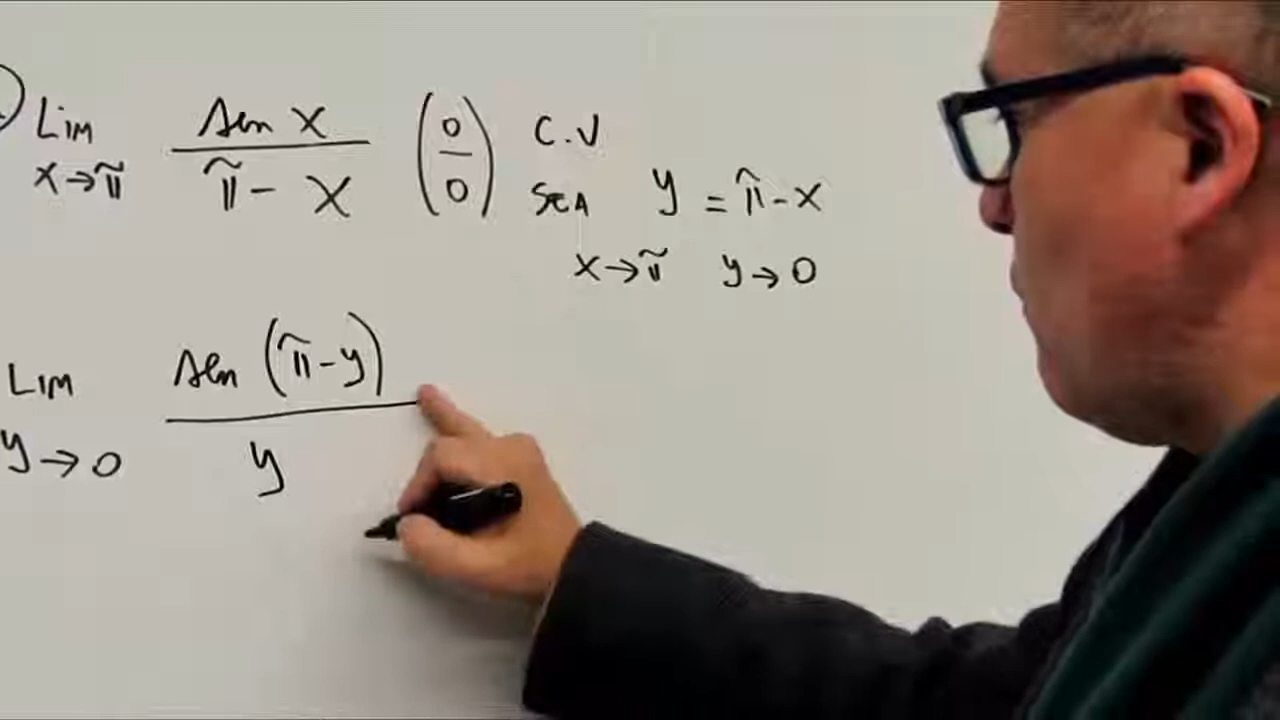 Lim sen x / π - x (0/0) C.V
x→π SEA y = π - x
x→π y→0
Lim sen (π - y) / y
y→0